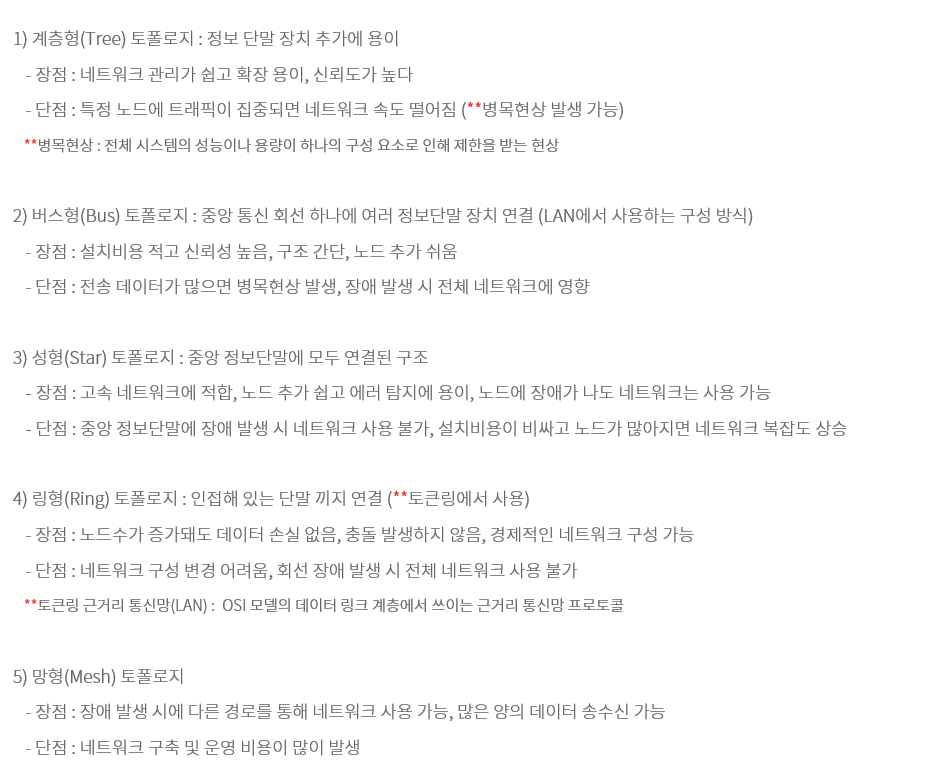 1) 계층형(Tree) 토폴로지 : 정보 단말 장치 추가에 용이
- 장점 : 네트워크 관리가 쉽고 확장 용이, 신뢰도가 높다
- 단점 : 특정 노드에 트래픽이 집중되면 네트워크 속도 떨어짐 (**병목현상 발생 가능)
**병목현상 : 전체 시스템의 성능이나 용량이 하나의 구성 요소로 인해 제한을 받는 현상
2) 버스형(Bus) 토폴로지 : 중앙 통신 회선 하나에 여러 정보단말 장치 연결 (LAN에서 사용하는 구성 방식)
- 장점 : 설치비용 적고 신뢰성 높음, 구조 간단, 노드 추가 쉬움
- 단점 : 전송 데이터가 많으면 병목현상 발생, 장애 발생 시 전체 네트워크에 영향
3) 성형(Star) 토폴로지 : 중앙 정보단말에 모두 연결된 구조
- 장점 : 고속 네트워크에 적합, 노드 추가 쉽고 에러 탐지에 용이, 노드에 장애가 나도 네트워크는 사용 가능
- 단점 : 중앙 정보단말에 장애 발생 시 네트워크 사용 불가, 설치비용이 비싸고 노드가 많아지면 네트워크 복잡도 상승
4) 링형(Ring) 토폴로지 : 인접해 있는 단말 끼지 연결 (**토큰링에서 사용)
- 장점 : 노드수가 증가돼도 데이터 손실 없음, 충돌 발생하지 않음, 경제적인 네트워크 구성 가능
- 단점 : 네트워크 구성 변경 어려움, 회선 장애 발생 시 전체 네트워크 사용 불가
**토큰링 근거리 통신망(LAN) : OSI 모델의 데이터 링크 계층에서 쓰이는 근거리 통신망 프로토콜
5) 망형(Mesh) 토폴로지
- 장점 : 장애 발생 시에 다른 경로를 통해 네트워크 사용 가능, 많은 양의 데이터 송수신 가능
- 단점 : 네트워크 구축 및 운영 비용이 많이 발생